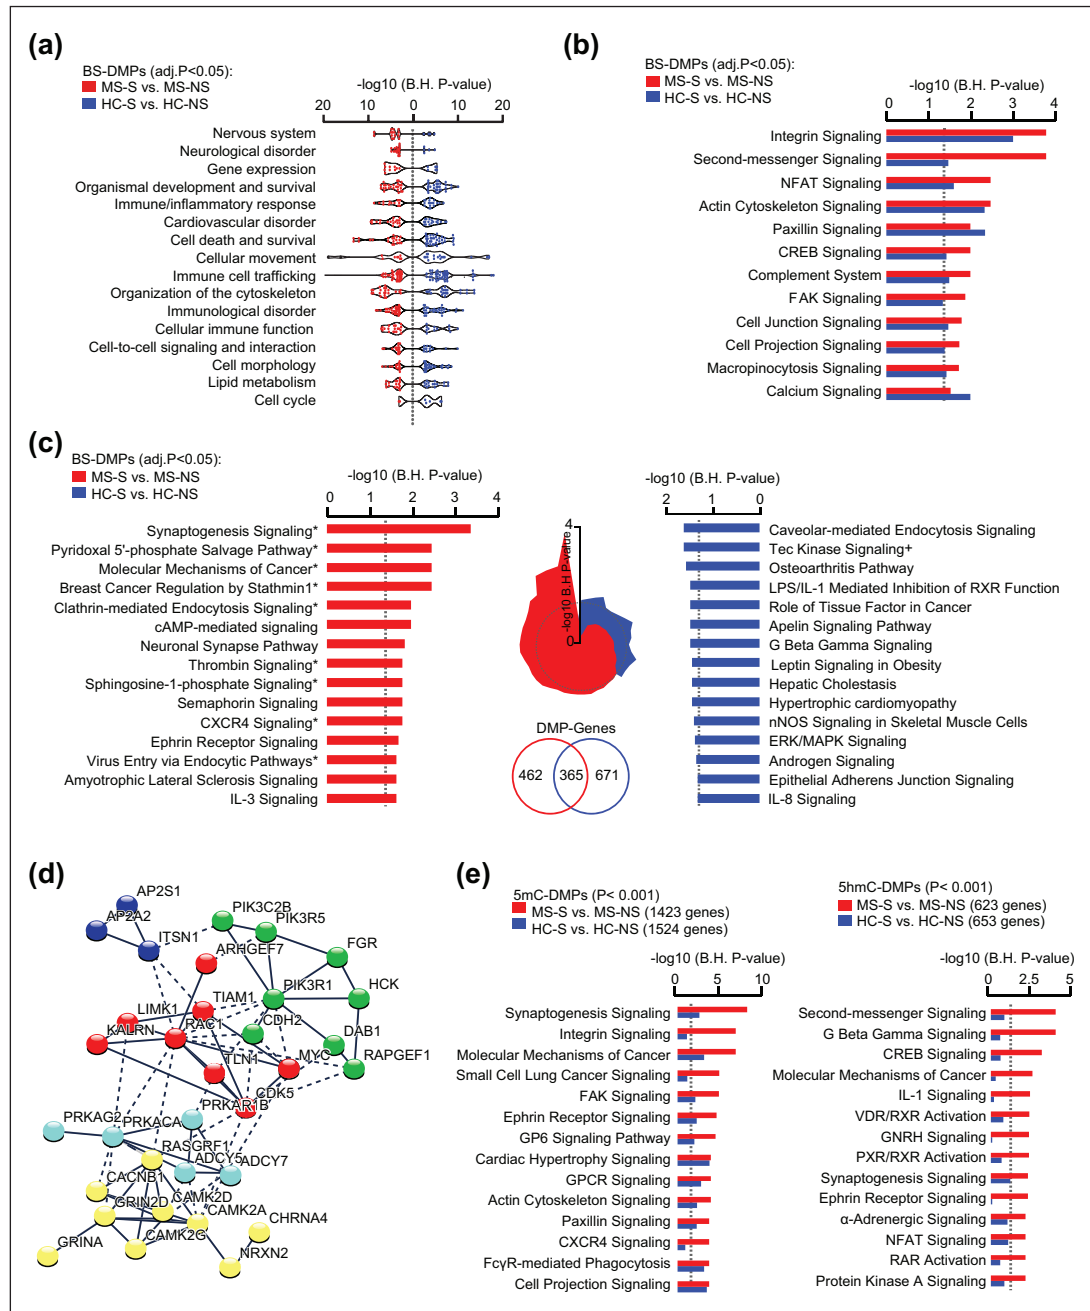 (a)
BS-DMPs (adj.P<0.05):
MS-S vs. MS-NS
HC-S vs. HC-NS
-log10 (B.H. P-value)
20 10 0 10 20
Nervous system
Neurological disorder
Gene expression
Organismal development and survival
Immune/inflammatory response
Cardiovascular disorder
Cell death and survival
Cellular movement
Immune cell trafficking
Organization of the cytoskeleton
Immunological disorder
Cellular immune function
Cell-to-cell signaling and interaction
Cell morphology
Lipid metabolism
Cell cycle
(b)
BS-DMPs (adj.P<0.05):
MS-S vs. MS-NS
HC-S vs. HC-NS
-log10 (B.H. P-value)
0 1 2 3 4
Integrin Signaling
Second-messenger Signaling
NFAT Signaling
Actin Cytoskeleton Signaling
Paxillin Signaling
CREB Signaling
Complement System
FAK Signaling
Cell Junction Signaling
Cell Projection Signaling
Macropinocytosis Signaling
Calcium Signaling
(c)
BS-DMPs (adj.P<0.05):
MS-S vs. MS-NS
HC-S vs. HC-NS
-log10 (B.H. P-value)
0 1 2 3 4
Synaptogenesis Signaling*
Pyridoxal 5'-phosphate Salvage Pathway*
Molecular Mechanisms of Cancer*
Breast Cancer Regulation by Stathmin1*
Clathrin-mediated Endocytosis Signaling*
cAMP-mediated signaling
Neuronal Synapse Pathway
Thrombin Signaling*
Sphingosine-1-phosphate Signaling*
Semaphorin Signaling
CXCR4 Signaling*
Ephrin Receptor Signaling
Virus Entry via Endocytic Pathways*
Amyotrophic Lateral Sclerosis Signaling
IL-3 Signaling
4
-log10 B.H P-value
0
DMP-Genes
462 365 671
-log10 (B.H. P-value)
2 1 0
Caveolar-mediated Endocytosis Signaling
Tec Kinase Signaling+
Osteoarthritis Pathway
LPS/IL-1 Mediated Inhibition of RXR Function
Role of Tissue Factor in Cancer
Apelin Signaling Pathway
G Beta Gamma Signaling
Leptin Signaling in Obesity
Hepatic Cholestasis
Hypertrophic cardiomyopathy
nNOS Signaling in Skeletal Muscle Cells
ERK/MAPK Signaling
Androgen Signaling
Epithelial Adherens Junction Signaling
IL-8 Signaling
(d)
AP2S1
AP2A2
ITSN1
PIK3C2B
PIK3R5
ARHGEF7
FGR
PIK3R1
HCK
LIMK1
TIAM1
KALRN
RAC1
CDH2
DAB1
TLN1
MYC
RAPGEF1
CDK5
PRKAR1B
PRKAG2
PRKACA
RASGRF1
ADCY5
ADCY7
CACNB1
GRIN2D
CAMK2D
CAMK2A
CHRNA4
CAMK2G
GRINA
NRXN2
(e)
5mC-DMPs (P< 0.001)
MS-S vs. MS-NS (1423 genes)
HC-S vs. HC-NS (1524 genes)
-log10 (B.H. P-value)
0 5 10
Synaptogenesis Signaling
Integrin Signaling
Molecular Mechanisms of Cancer
Small Cell Lung Cancer Signaling
FAK Signaling
Ephrin Receptor Signaling
GP6 Signaling Pathway
Cardiac Hypertrophy Signaling
GPCR Signaling
Actin Cytoskeleton Signaling
Paxillin Signaling
CXCR4 Signaling
FcγR-mediated Phagocytosis
Cell Projection Signaling
5hmC-DMPs (P< 0.001)
MS-S vs. MS-NS (623 genes)
HC-S vs. HC-NS (653 genes)
-log10 (B.H. P-value)
0 2.5 5
Second-messenger Signaling
G Beta Gamma Signaling
CREB Signaling
Molecular Mechanisms of Cancer
IL-1 Signaling
VDR/RXR Activation
GNRH Signaling
PXR/RXR Activation
Synaptogenesis Signaling
Ephrin Receptor Signaling
α-Adrenergic Signaling
NFAT Signaling
RAR Activation
Protein Kinase A Signaling